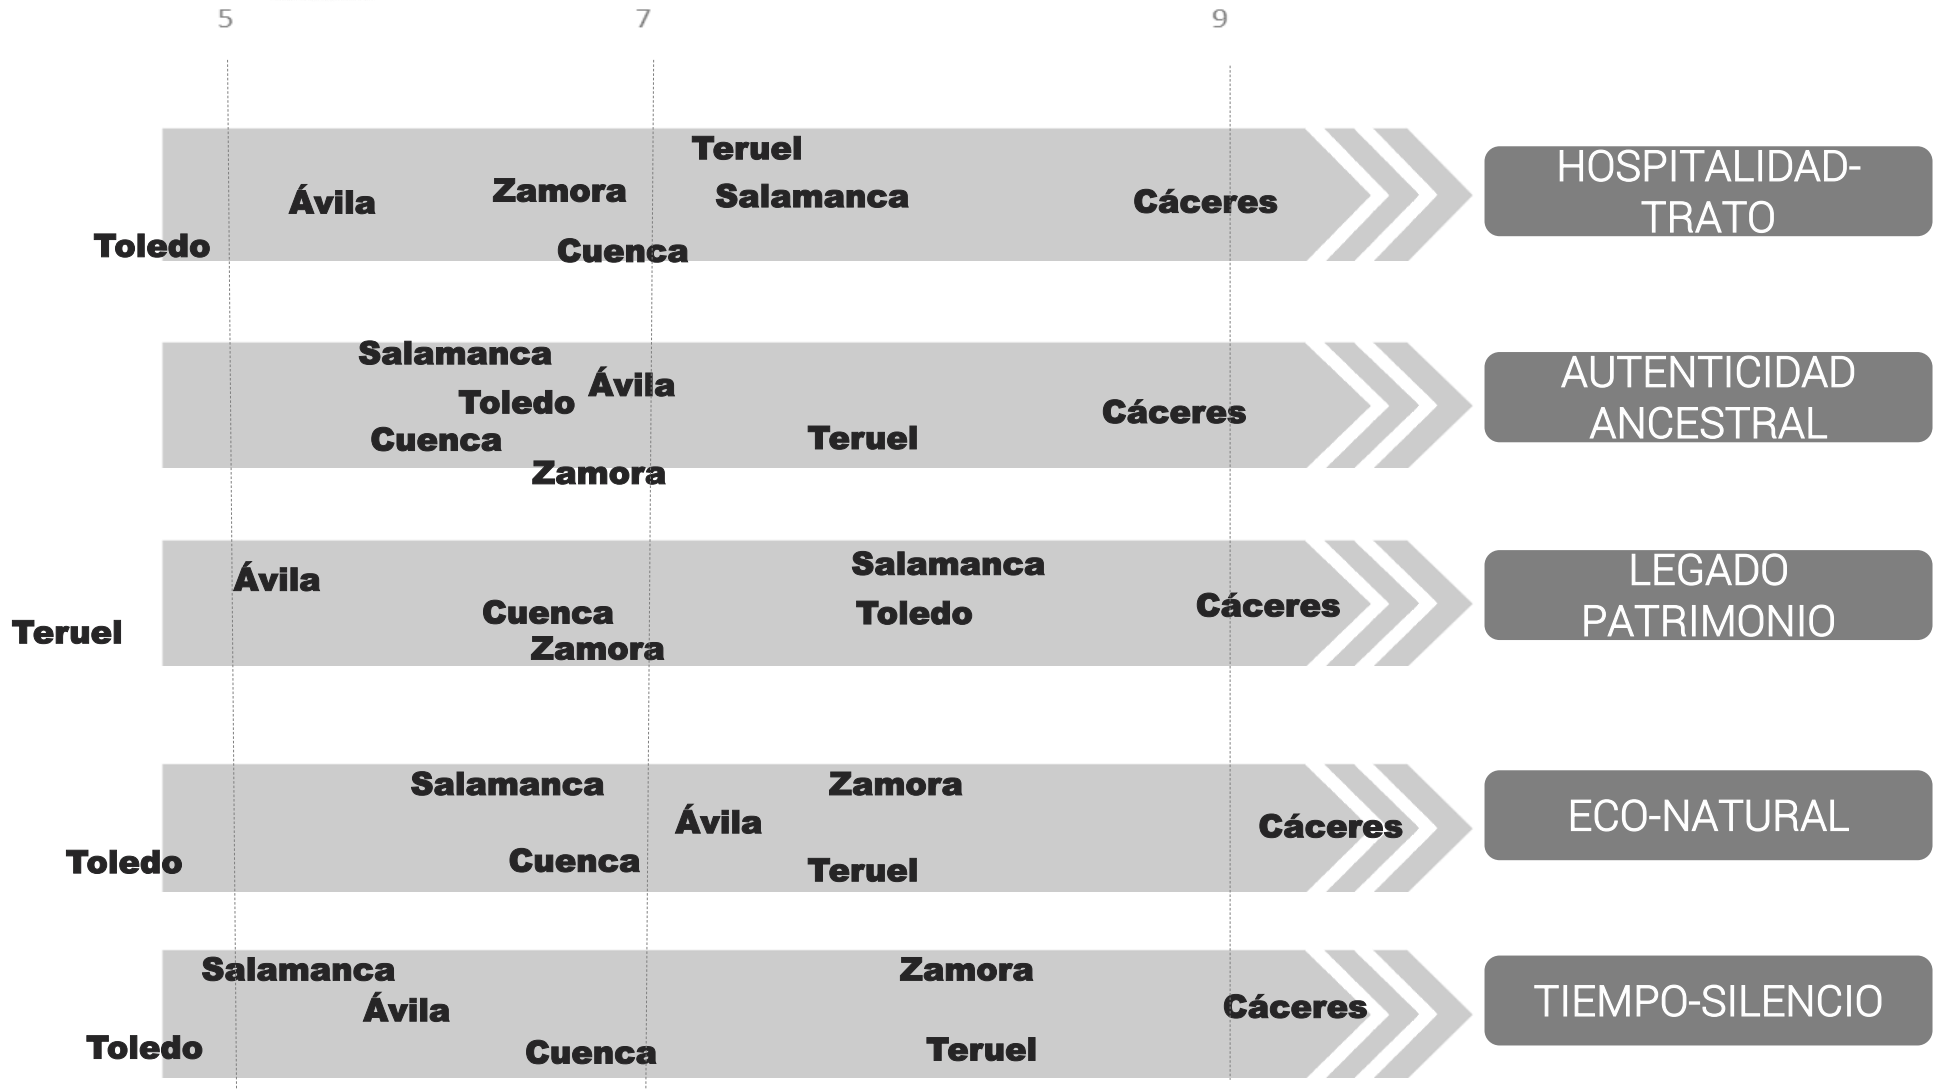 5 7 9
Teruel
Ávila Zamora Salamanca Cáceres
Toledo Cuenca
HOSPITALIDAD-
TRATO
Salamanca
Ávila
Toledo Cáceres
Cuenca Teruel
Zamora
AUTENTICIDAD
ANCESTRAL
Salamanca
Ávila
Cuenca Toledo Cáceres
Teruel Zamora
LEGADO
PATRIMONIO
Salamanca Zamora
Ávila Cáceres
Toledo Cuenca Teruel
ECO-NATURAL
Salamanca Zamora
Ávila Cáceres
Toledo Cuenca Teruel
TIEMPO-SILENCIO